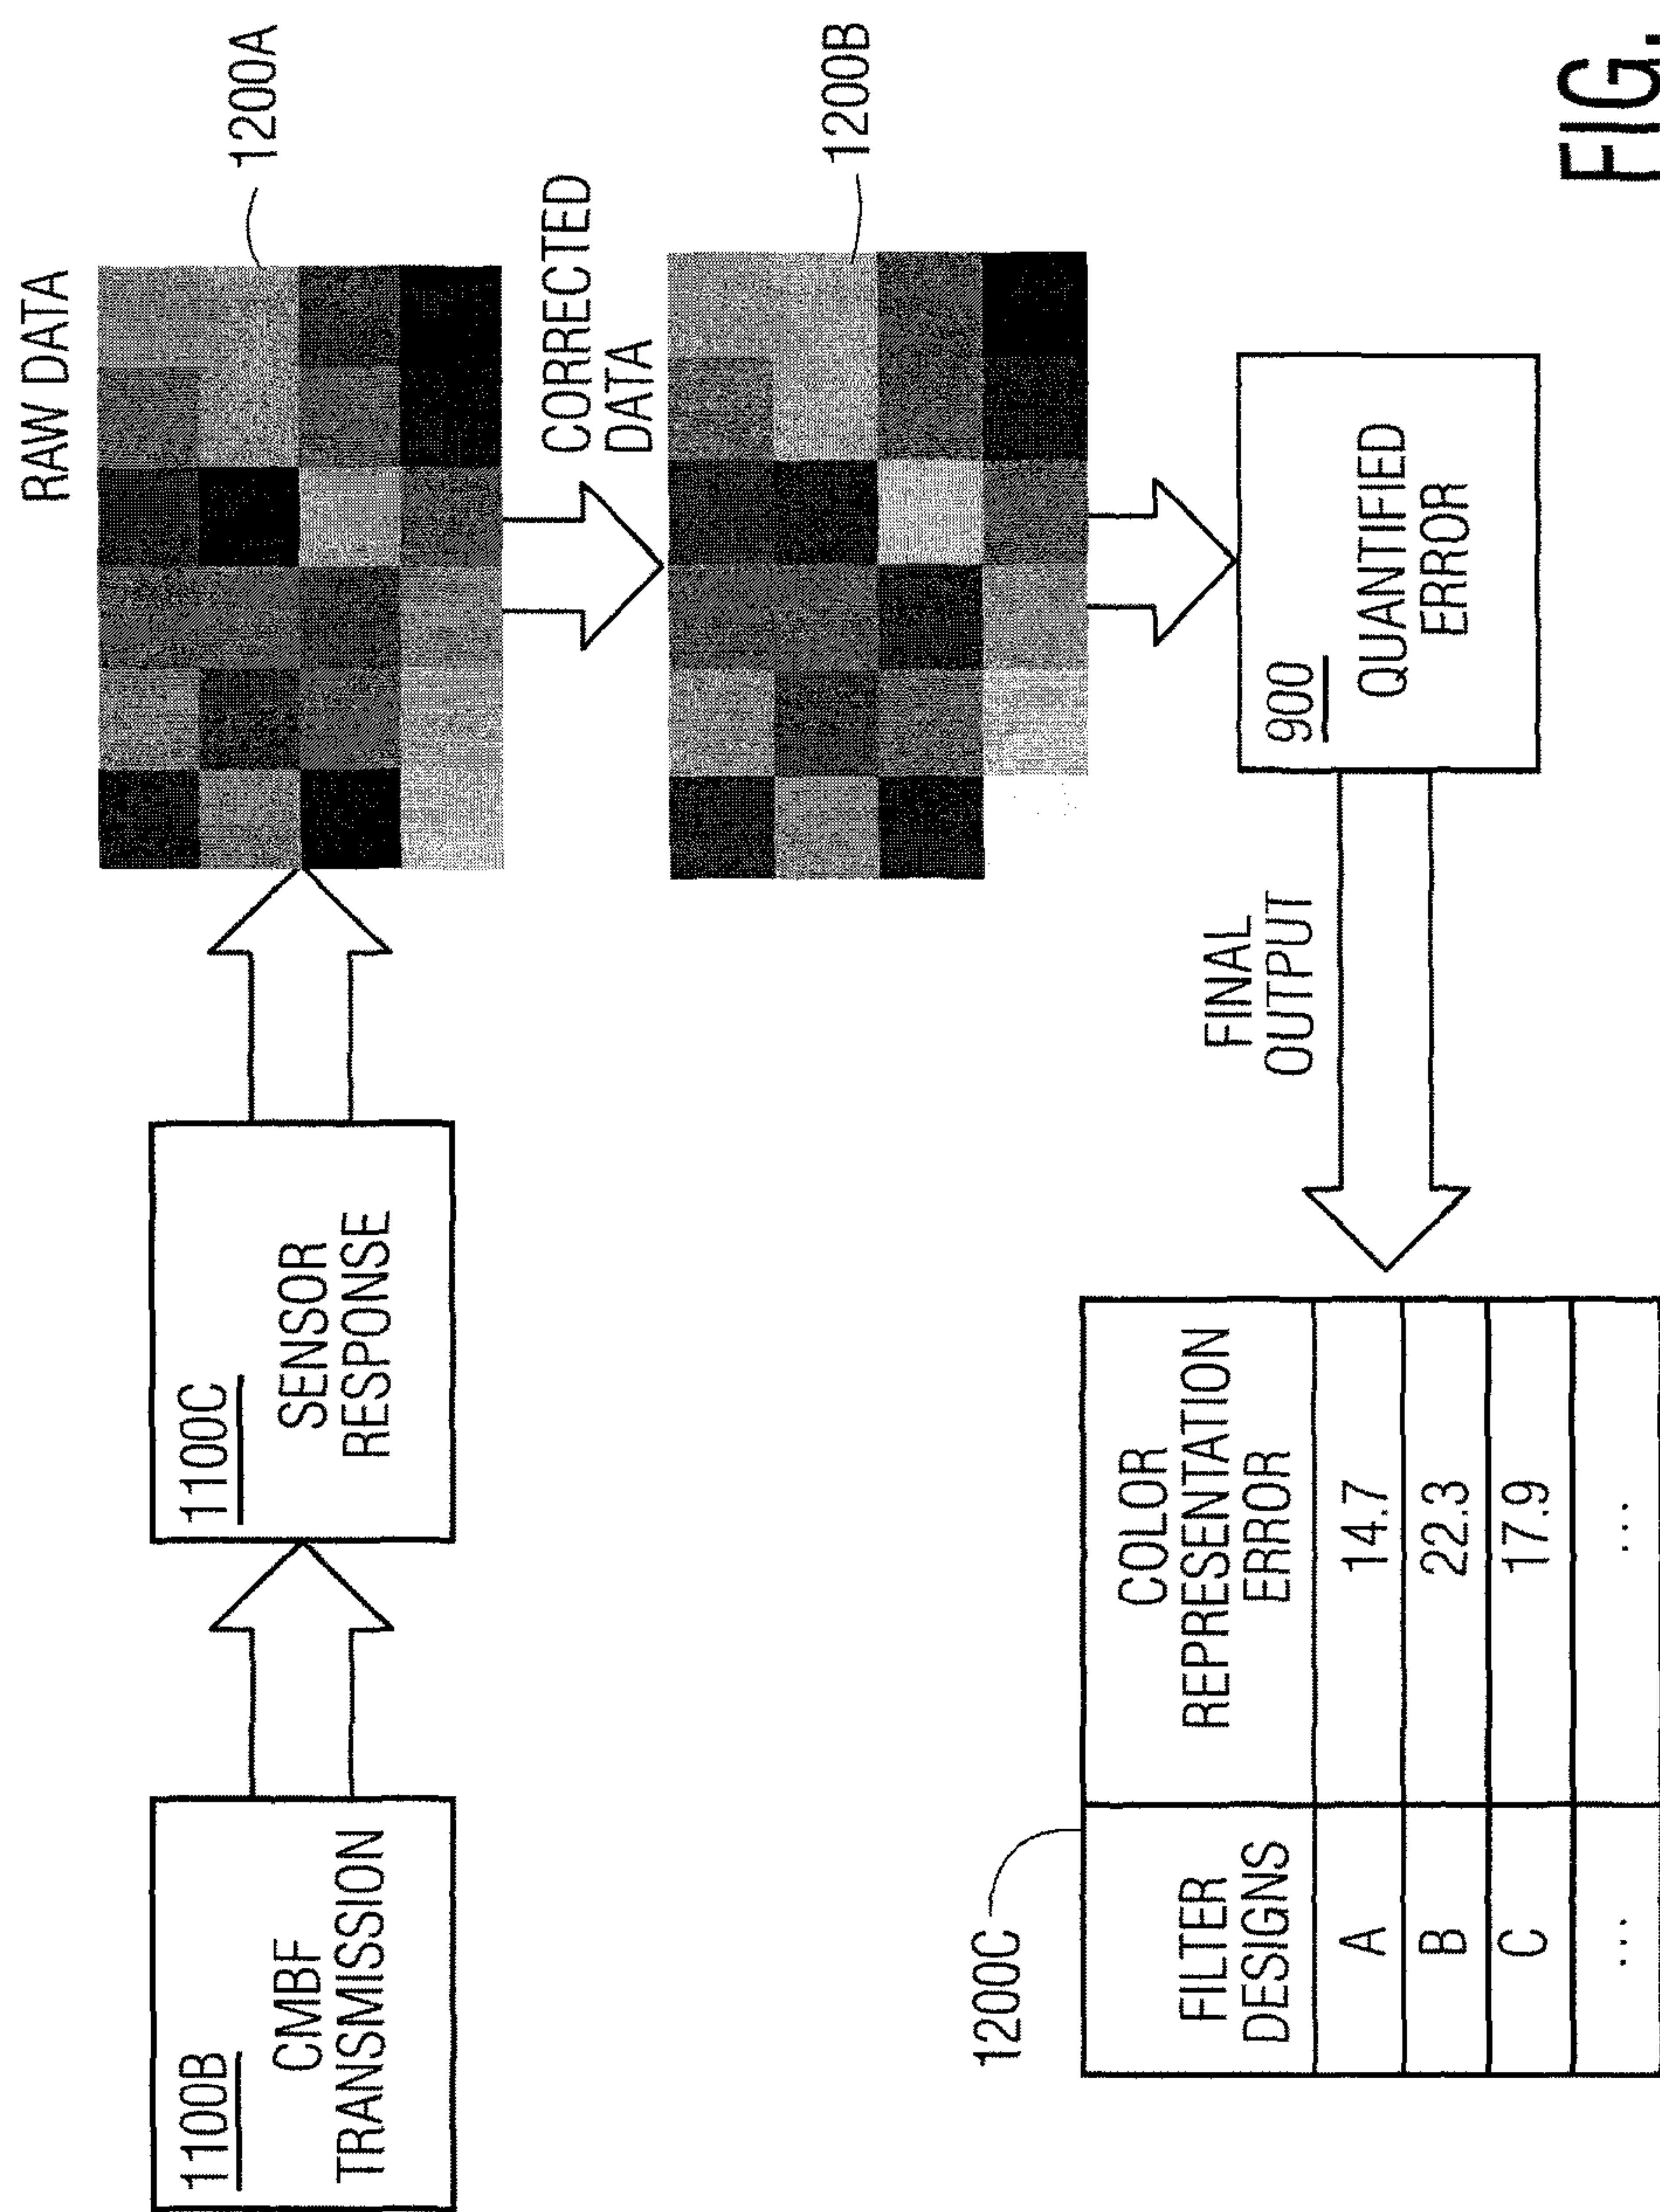 1100B
CMBF
TRANSMISSION
1100C
SENSOR
RESPONSE
RAW DATA
1200A
CORRECTED
DATA
1200B
900
QUANTIFIED
ERROR
FINAL
OUTPUT
1200C
FILTER
DESIGNS
COLOR
REPRESENTATION
ERROR
A 14.7
B 22.3
C 17.9
... ...
FIG.